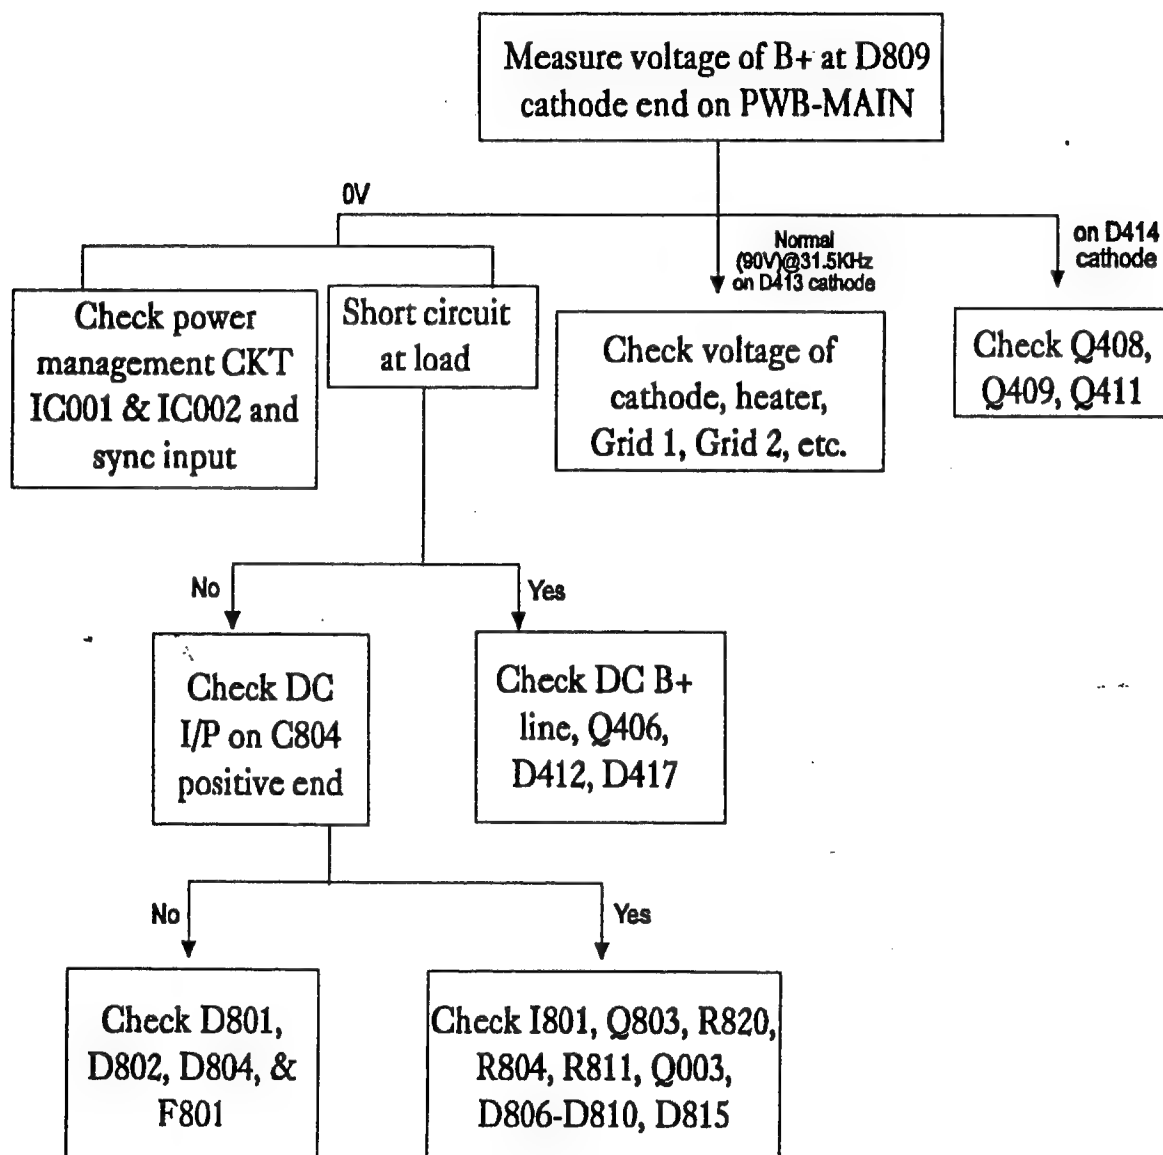 Measure voltage of B+ at D809
cathode end on PWB-MAIN
0V
Normal
(90V)@31.5KHz
on D413 cathode
on D414
cathode
Check power
management CKT
IC001 & IC002 and
sync input
Short circuit
at load
Check voltage of
cathode, heater,
Grid 1, Grid 2, etc.
Check Q408,
Q409, Q411
No
Yes
Check DC
I/P on C804
positive end
Check DC B+
line, Q406,
D412, D417
No
Yes
Check D801,
D802, D804, &
F801
Check I801, Q803, R820,
R804, R811, Q003,
D806-D810, D815